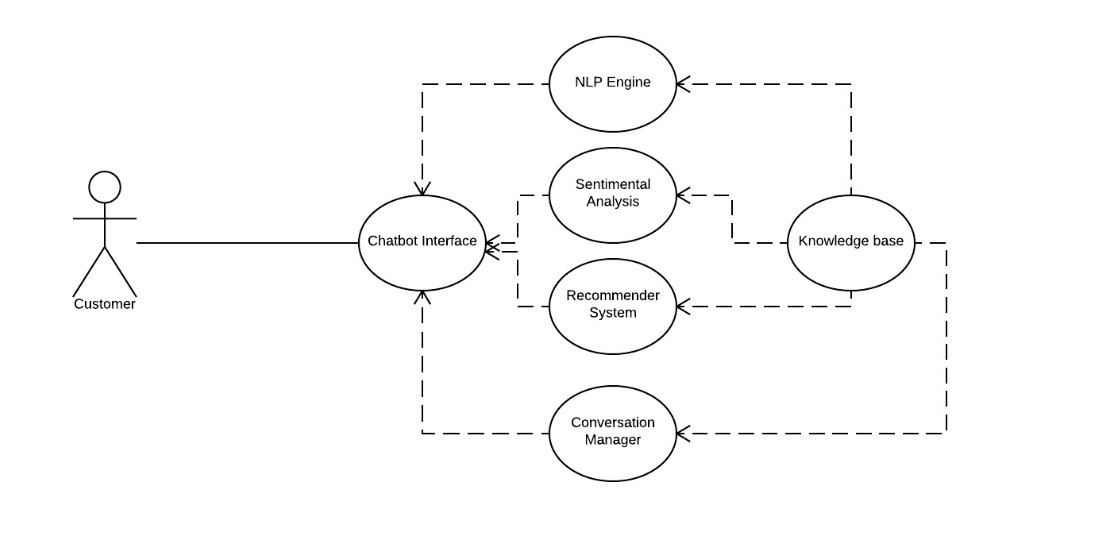 NLP Engine
Sentimental
Analysis
Chatbot Interface
Knowledge base
Recommender
System
Customer
Conversation
Manager